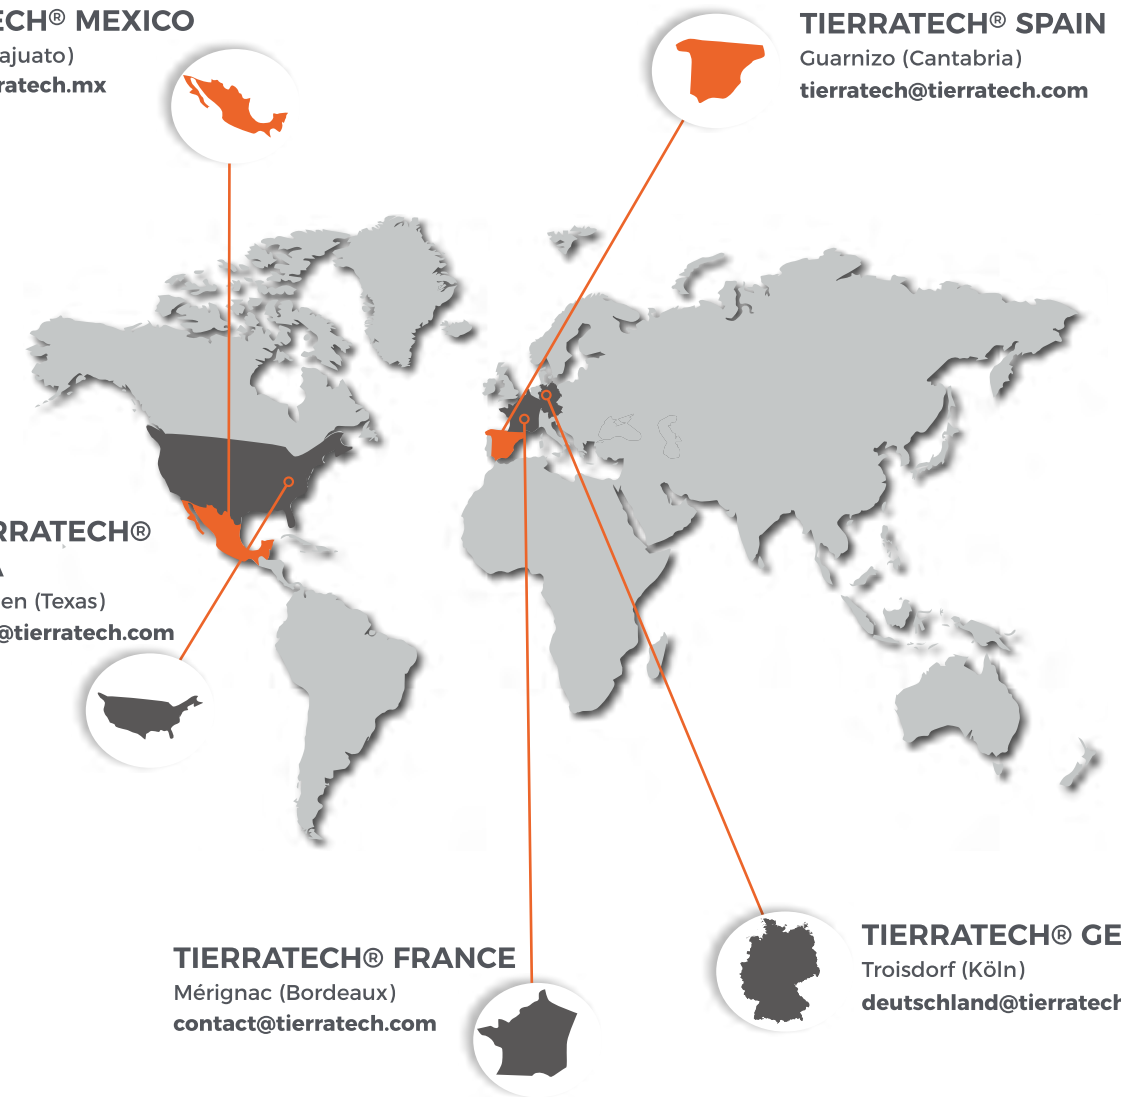 ECH® MEXICO
ajuato)
ratech.mx
TIERRATECH® SPAIN
Guarnizo (Cantabria)
tierratech@tierratech.com
RRATECH®
A
en (Texas)
@tierratech.com
TIERRATECH® FRANCE
Mérignac (Bordeaux)
contact@tierratech.com
TIERRATECH® GE
Troisdorf (Köln)
deutschland@tierratech